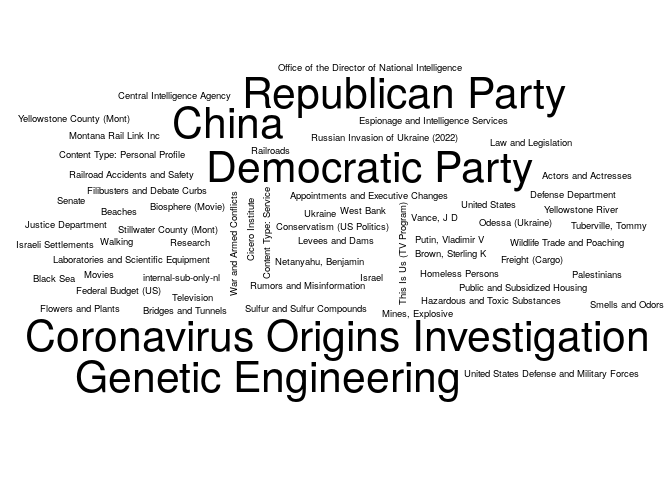 Office of the Director of National Intelligence
Central Intelligence Agency
Republican Party
Yellowstone County (Mont)
China
Espionage and Intelligence Services
Montana Rail Link Inc
Russian Invasion of Ukraine (2022)
Law and Legislation
Content Type: Personal Profile
Railroads
Democratic Party
Railroad Accidents and Safety
Actors and Actresses
Filibusters and Debate Curbs
Appointments and Executive Changes
Defense Department
Senate
Beaches
Biosphere (Movie)
War and Armed Conflicts
Cicero Institute
Content Type: Service
Ukraine
West Bank
This Is Us (TV Program)
Vance, J D
United States
Yellowstone River
Justice Department
Stillwater County (Mont)
Conservatism (US Politics)
Odessa (Ukraine)
Tuberville, Tommy
Israeli Settlements
Walking
Research
Levees and Dams
Putin, Vladimir V
Wildlife Trade and Poaching
Laboratories and Scientific Equipment
Netanyahu, Benjamin
Brown, Sterling K
Freight (Cargo)
Black Sea
Movies
internal-sub-only-nl
Israel
Homeless Persons
Palestinians
Federal Budget (US)
Television
Rumors and Misinformation
Public and Subsidized Housing
Flowers and Plants
Bridges and Tunnels
Sulfur and Sulfur Compounds
Hazardous and Toxic Substances
Smells and Odors
Mines, Explosive
Coronavirus Origins Investigation
Genetic Engineering
United States Defense and Military Forces